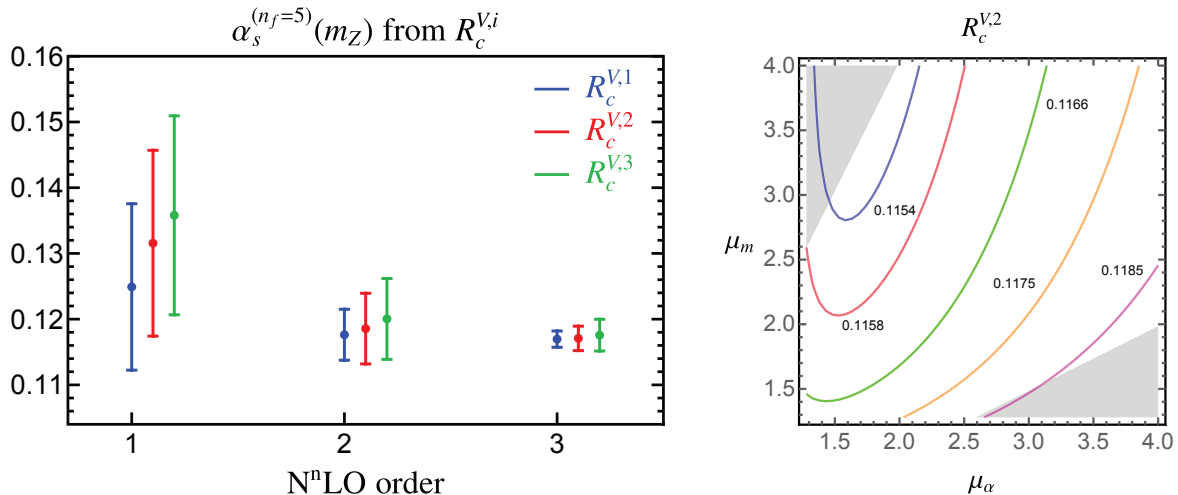 α_s^(n_f=5)(m_Z) from R_c^{V,i}
0.16
0.15
0.14
0.13
0.12
0.11
R_c^{V,1}
R_c^{V,2}
R_c^{V,3}
1 2 3
N^nLO order
R_c^{V,2}
4.0
3.5
3.0
2.5
2.0
1.5
μ_m
0.1166
0.1154
0.1185
0.1175
0.1158
1.5 2.0 2.5 3.0 3.5 4.0
μ_α